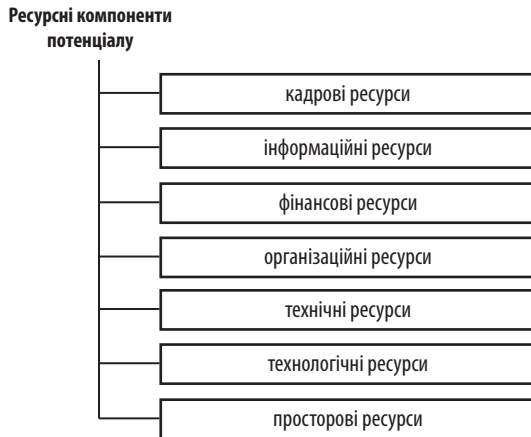 Ресурсні компоненти
потенціалу
кадрові ресурси
інформаційні ресурси
фінансові ресурси
організаційні ресурси
технічні ресурси
технологічні ресурси
просторові ресурси